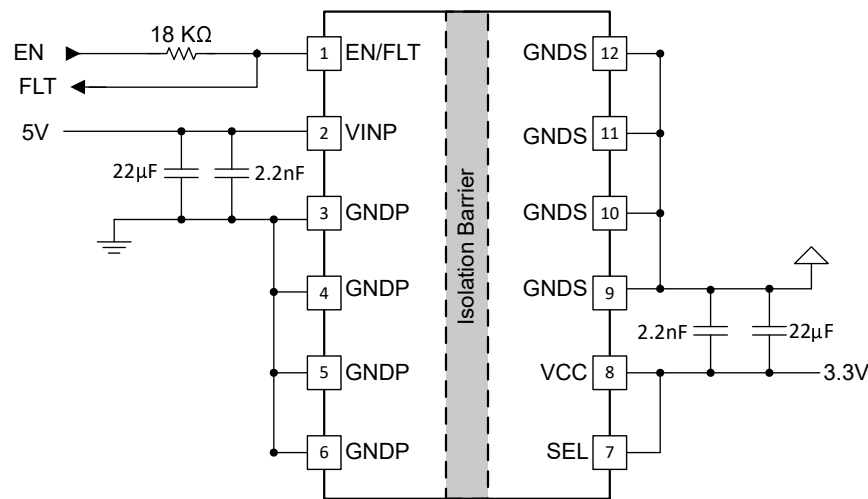 18 KΩ
EN
FLT
5V
22µF
2.2nF
1
EN/FLT
2
VINP
3
GNDP
4
GNDP
5
GNDP
6
GNDP
Isolation Barrier
GNDS
12
GNDS
11
GNDS
10
GNDS
9
VCC
8
SEL
7
2.2nF
22µF
3.3V